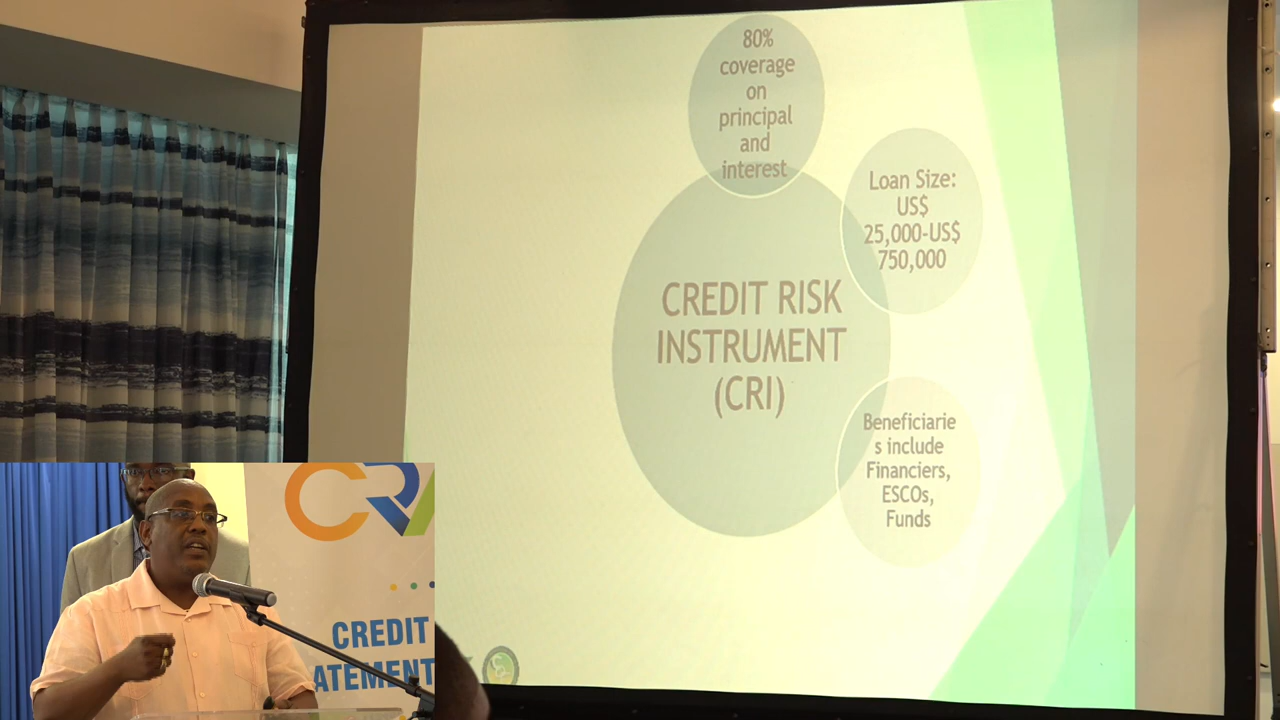 80%
coverage
on
principal
and
interest
Loan Size:
US$
25,000-US$
750,000
CREDIT RISK
INSTRUMENT
(CRI)
Beneficiarie
s include
Financiers,
ESCOs,
Funds
CREDIT
ATEMENT